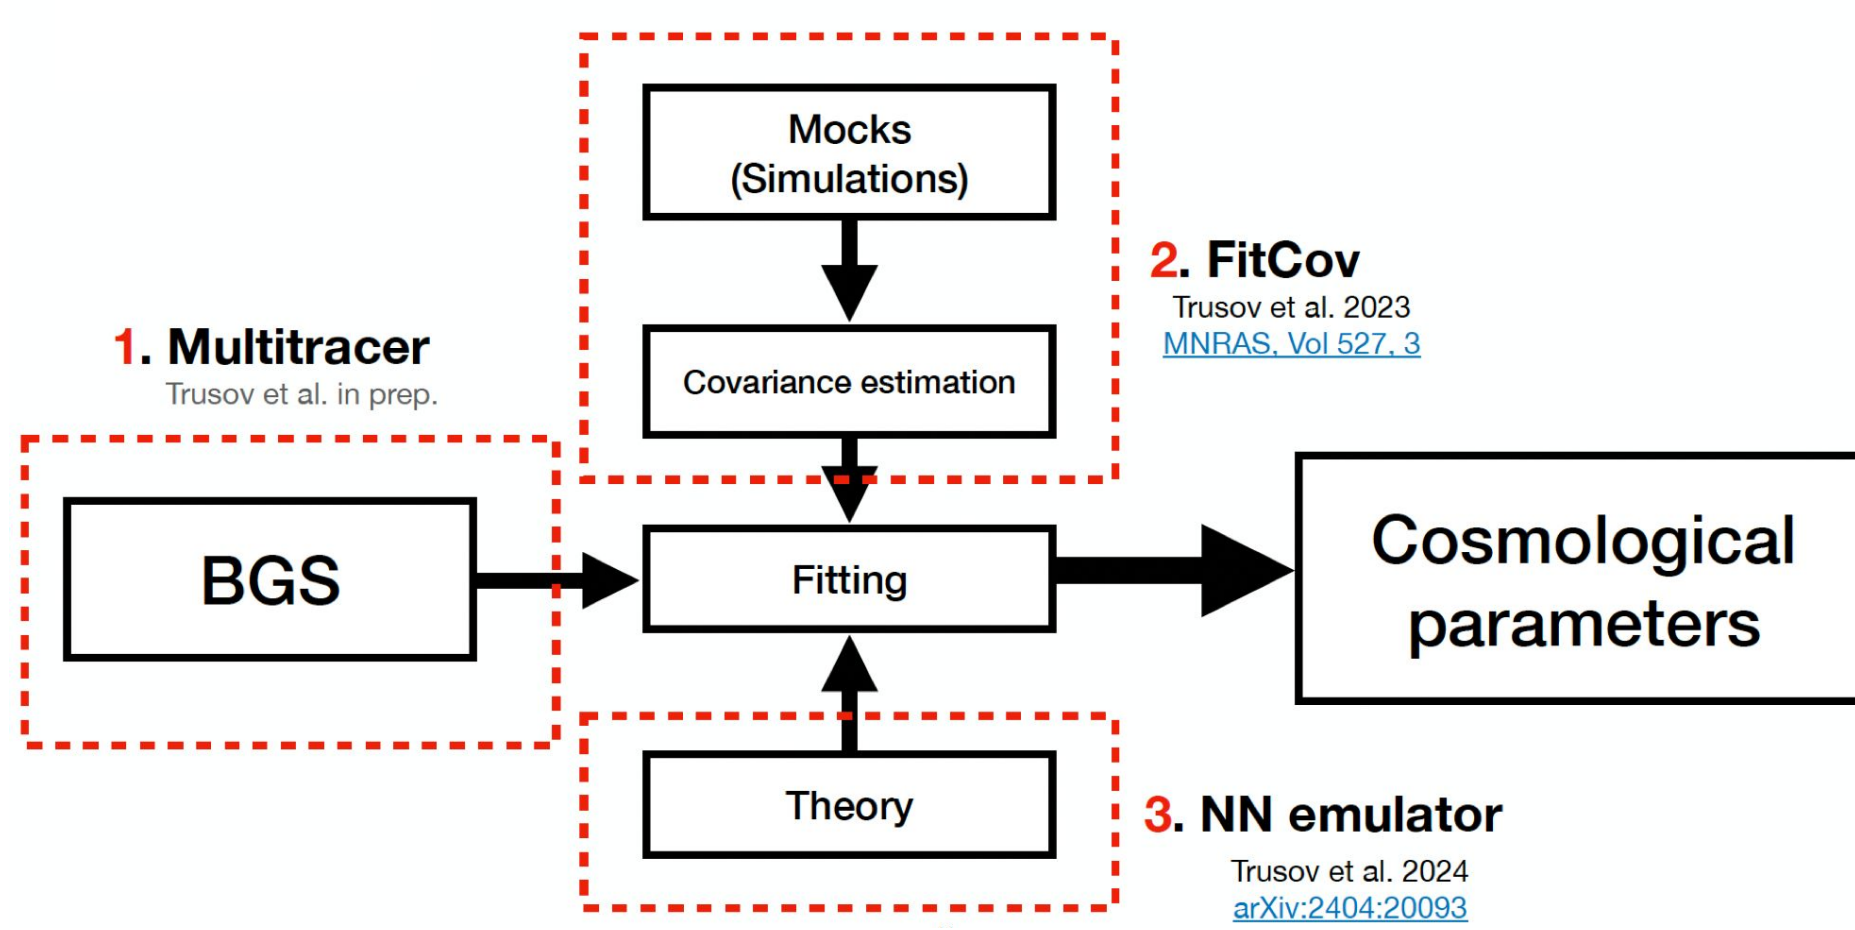 Mocks
(Simulations)
2. FitCov
Trusov et al. 2023
MNRAS, Vol 527, 3
1. Multitracer
Trusov et al. in prep.
Covariance estimation
BGS
Fitting
Cosmological
parameters
Theory
3. NN emulator
Trusov et al. 2024
arXiv:2404:20093